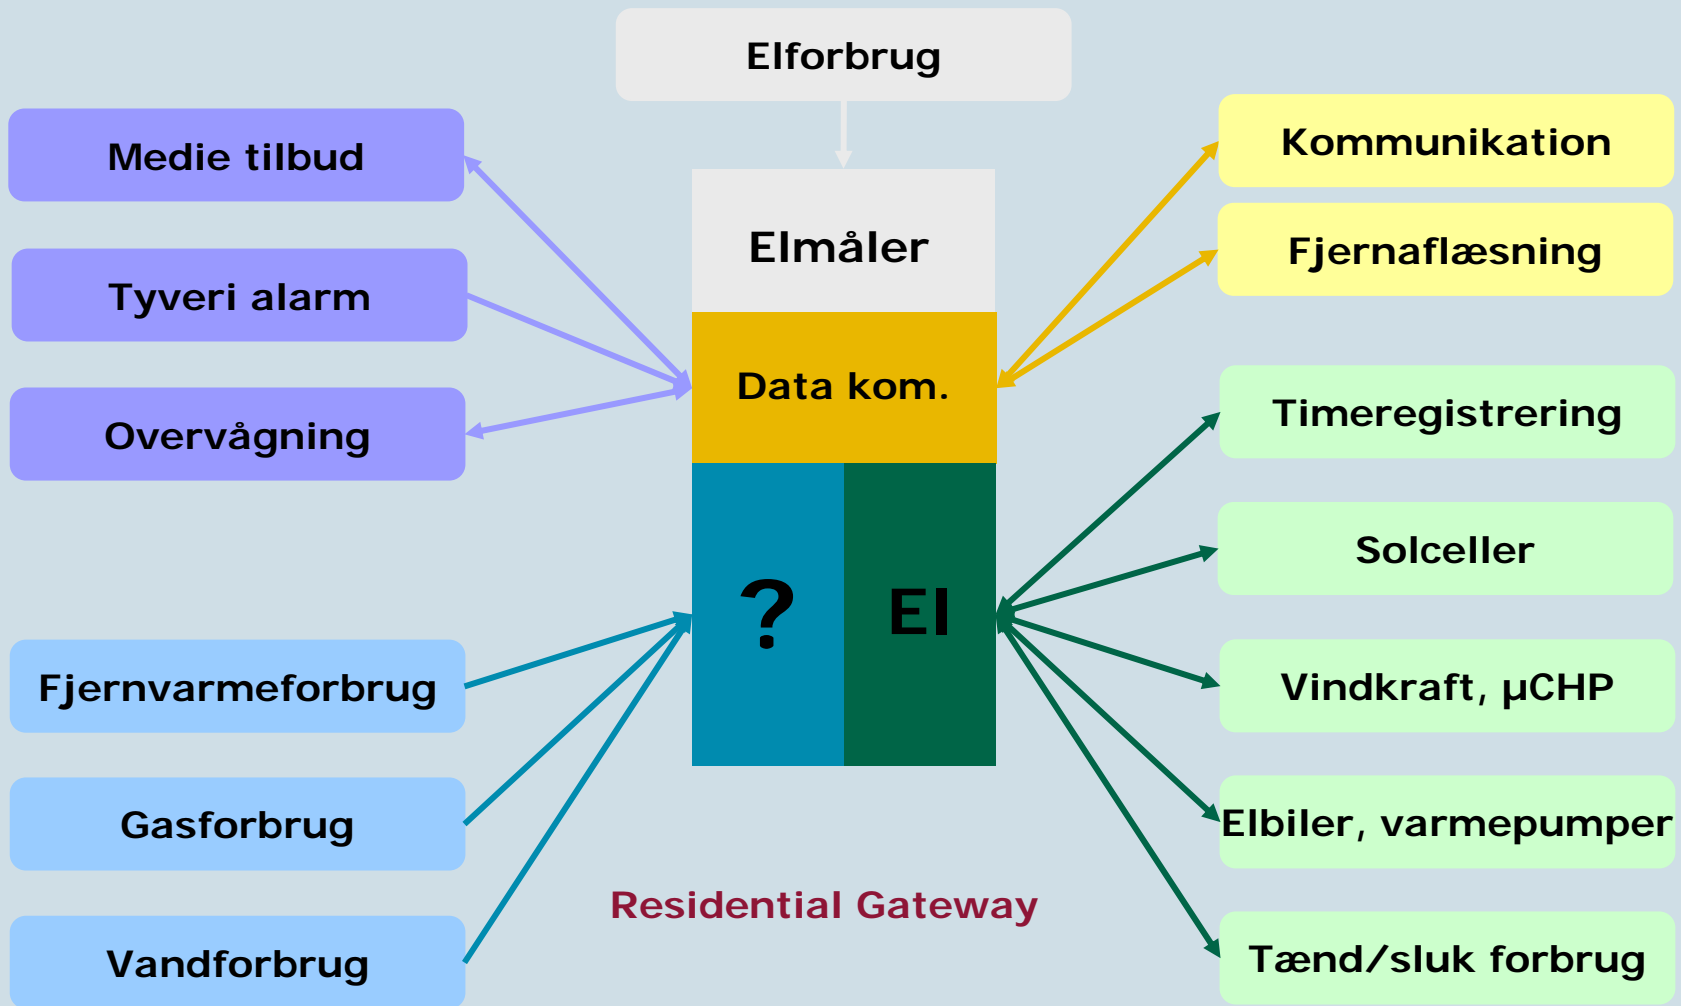 Elforbrug
Medie tilbud
Tyveri alarm
Overvågning
Fjernvarmeforbrug
Gasforbrug
Vandforbrug
Elmåler
Data kom.
?
El
Residential Gateway
Kommunikation
Fjernaflæsning
Timeregistrering
Solceller
Vindkraft, µCHP
Elbiler, varmepumper
Tænd/sluk forbrug